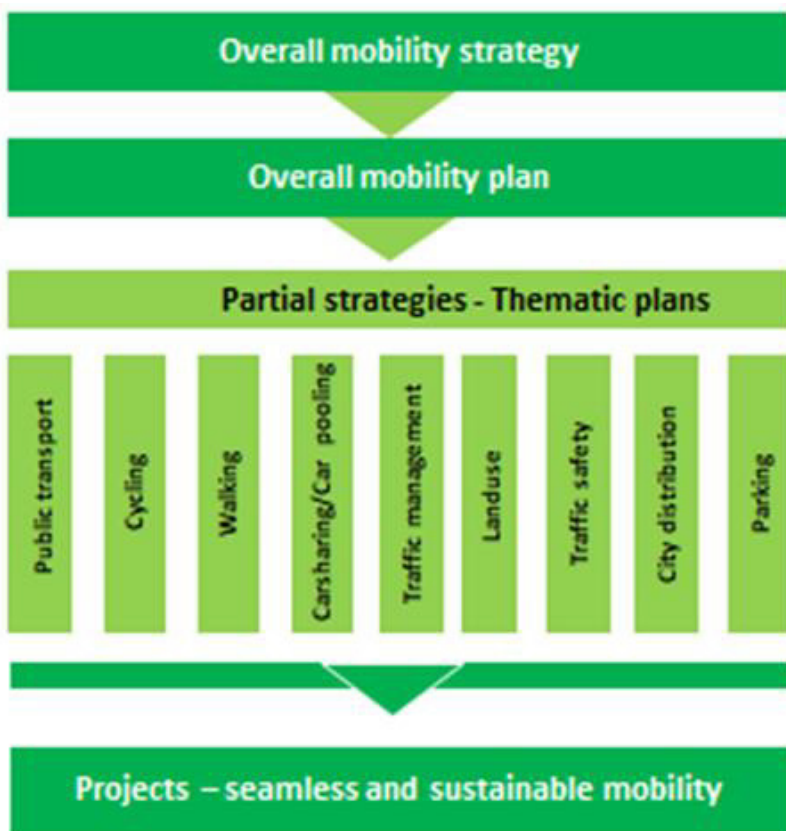 Overall mobility strategy
Overall mobility plan
Partial strategies - Thematic plans
Public transport
Cycling
Walking
Carsharing/Car pooling
Traffic management
Landuse
Traffic safety
City distribution
Parking
Projects – seamless and sustainable mobility